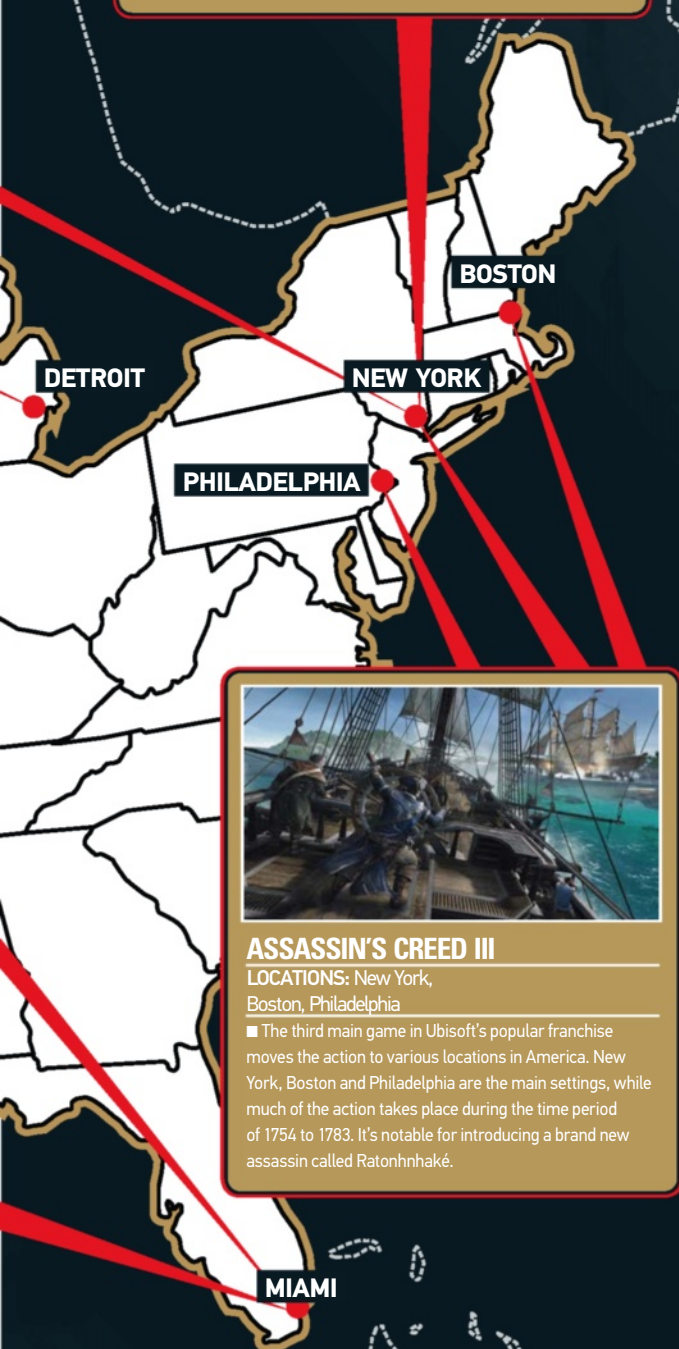 BOSTON
DETROIT
NEW YORK
PHILADELPHIA
ASSASSIN'S CREED III
LOCATIONS: New York,
Boston, Philadelphia
■ The third main game in Ubisoft's popular franchise
moves the action to various locations in America. New
York, Boston and Philadelphia are the main settings, while
much of the action takes place during the time period
of 1754 to 1783. It's notable for introducing a brand new
assassin called Ratonhnhaké.
MIAMI